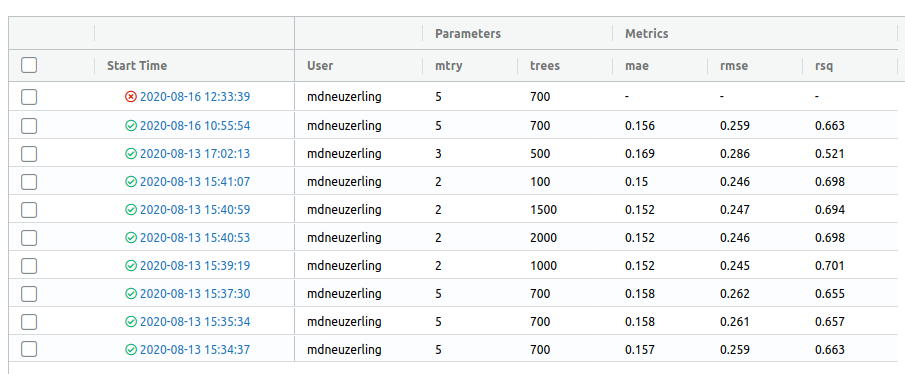 Parameters Metrics
Start Time User mtry trees mae rmse rsq
2020-08-16 12:33:39 mdneuzerling 5 700 - - -
2020-08-16 10:55:54 mdneuzerling 5 700 0.156 0.259 0.663
2020-08-13 17:02:13 mdneuzerling 3 500 0.169 0.286 0.521
2020-08-13 15:41:07 mdneuzerling 2 100 0.15 0.246 0.698
2020-08-13 15:40:59 mdneuzerling 2 1500 0.152 0.247 0.694
2020-08-13 15:40:53 mdneuzerling 2 2000 0.152 0.246 0.698
2020-08-13 15:39:19 mdneuzerling 2 1000 0.152 0.245 0.701
2020-08-13 15:37:30 mdneuzerling 5 700 0.158 0.262 0.655
2020-08-13 15:35:34 mdneuzerling 5 700 0.158 0.261 0.657
2020-08-13 15:34:37 mdneuzerling 5 700 0.157 0.259 0.663